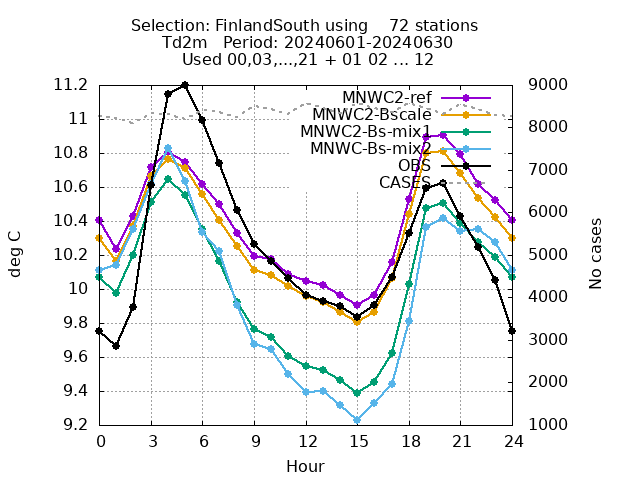 Selection: FinlandSouth using    72 stations
Td2m   Period: 20240601-20240630
Used 00,03,...,21 + 01 02 ... 12
MNWC2-ref
MNWC2-Bscale
MNWC2-Bs-mix1
MNWC-Bs-mix2
OBS
CASES
deg C
11.2
11
10.8
10.6
10.4
10.2
10
9.8
9.6
9.4
9.2
9000
8000
7000
6000
5000
4000
3000
2000
1000
No cases
0 3 6 9 12 15 18 21 24
Hour